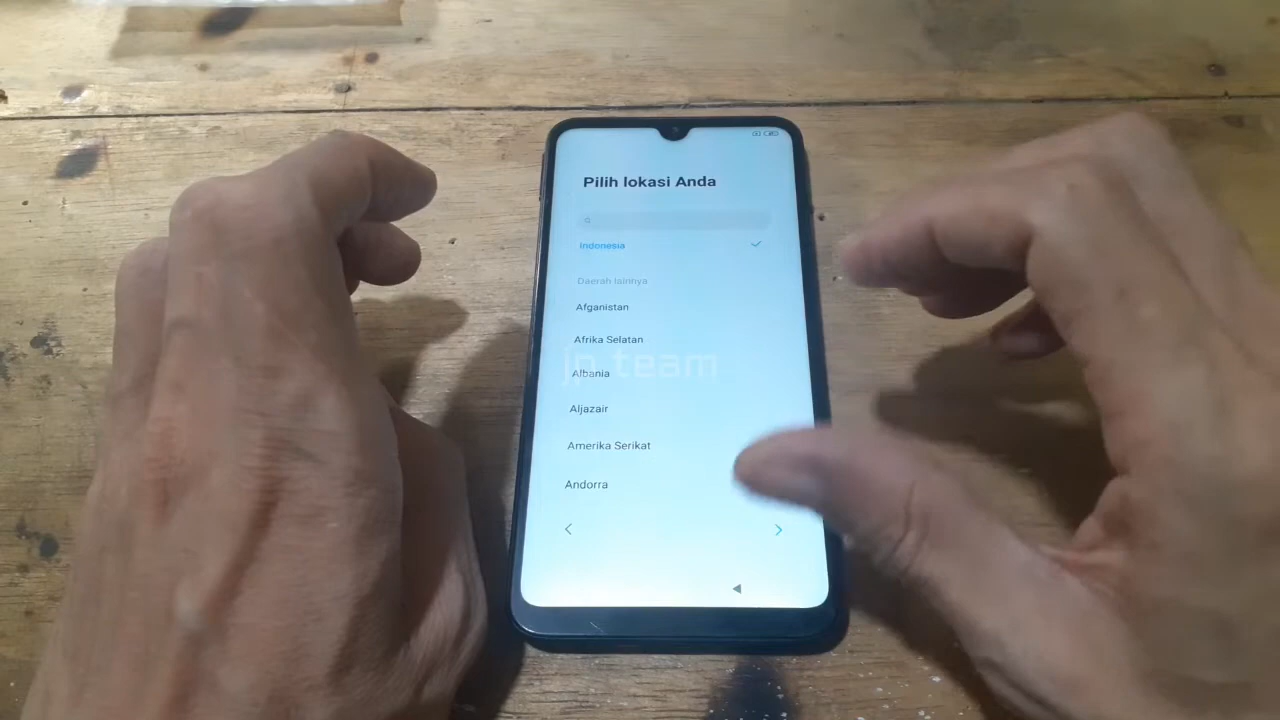 Pilih lokasi Anda
Indonesia
Daerah lainnya
Afganistan
Afrika Selatan
jp team
Albania
Aljazair
Amerika Serikat
Andorra